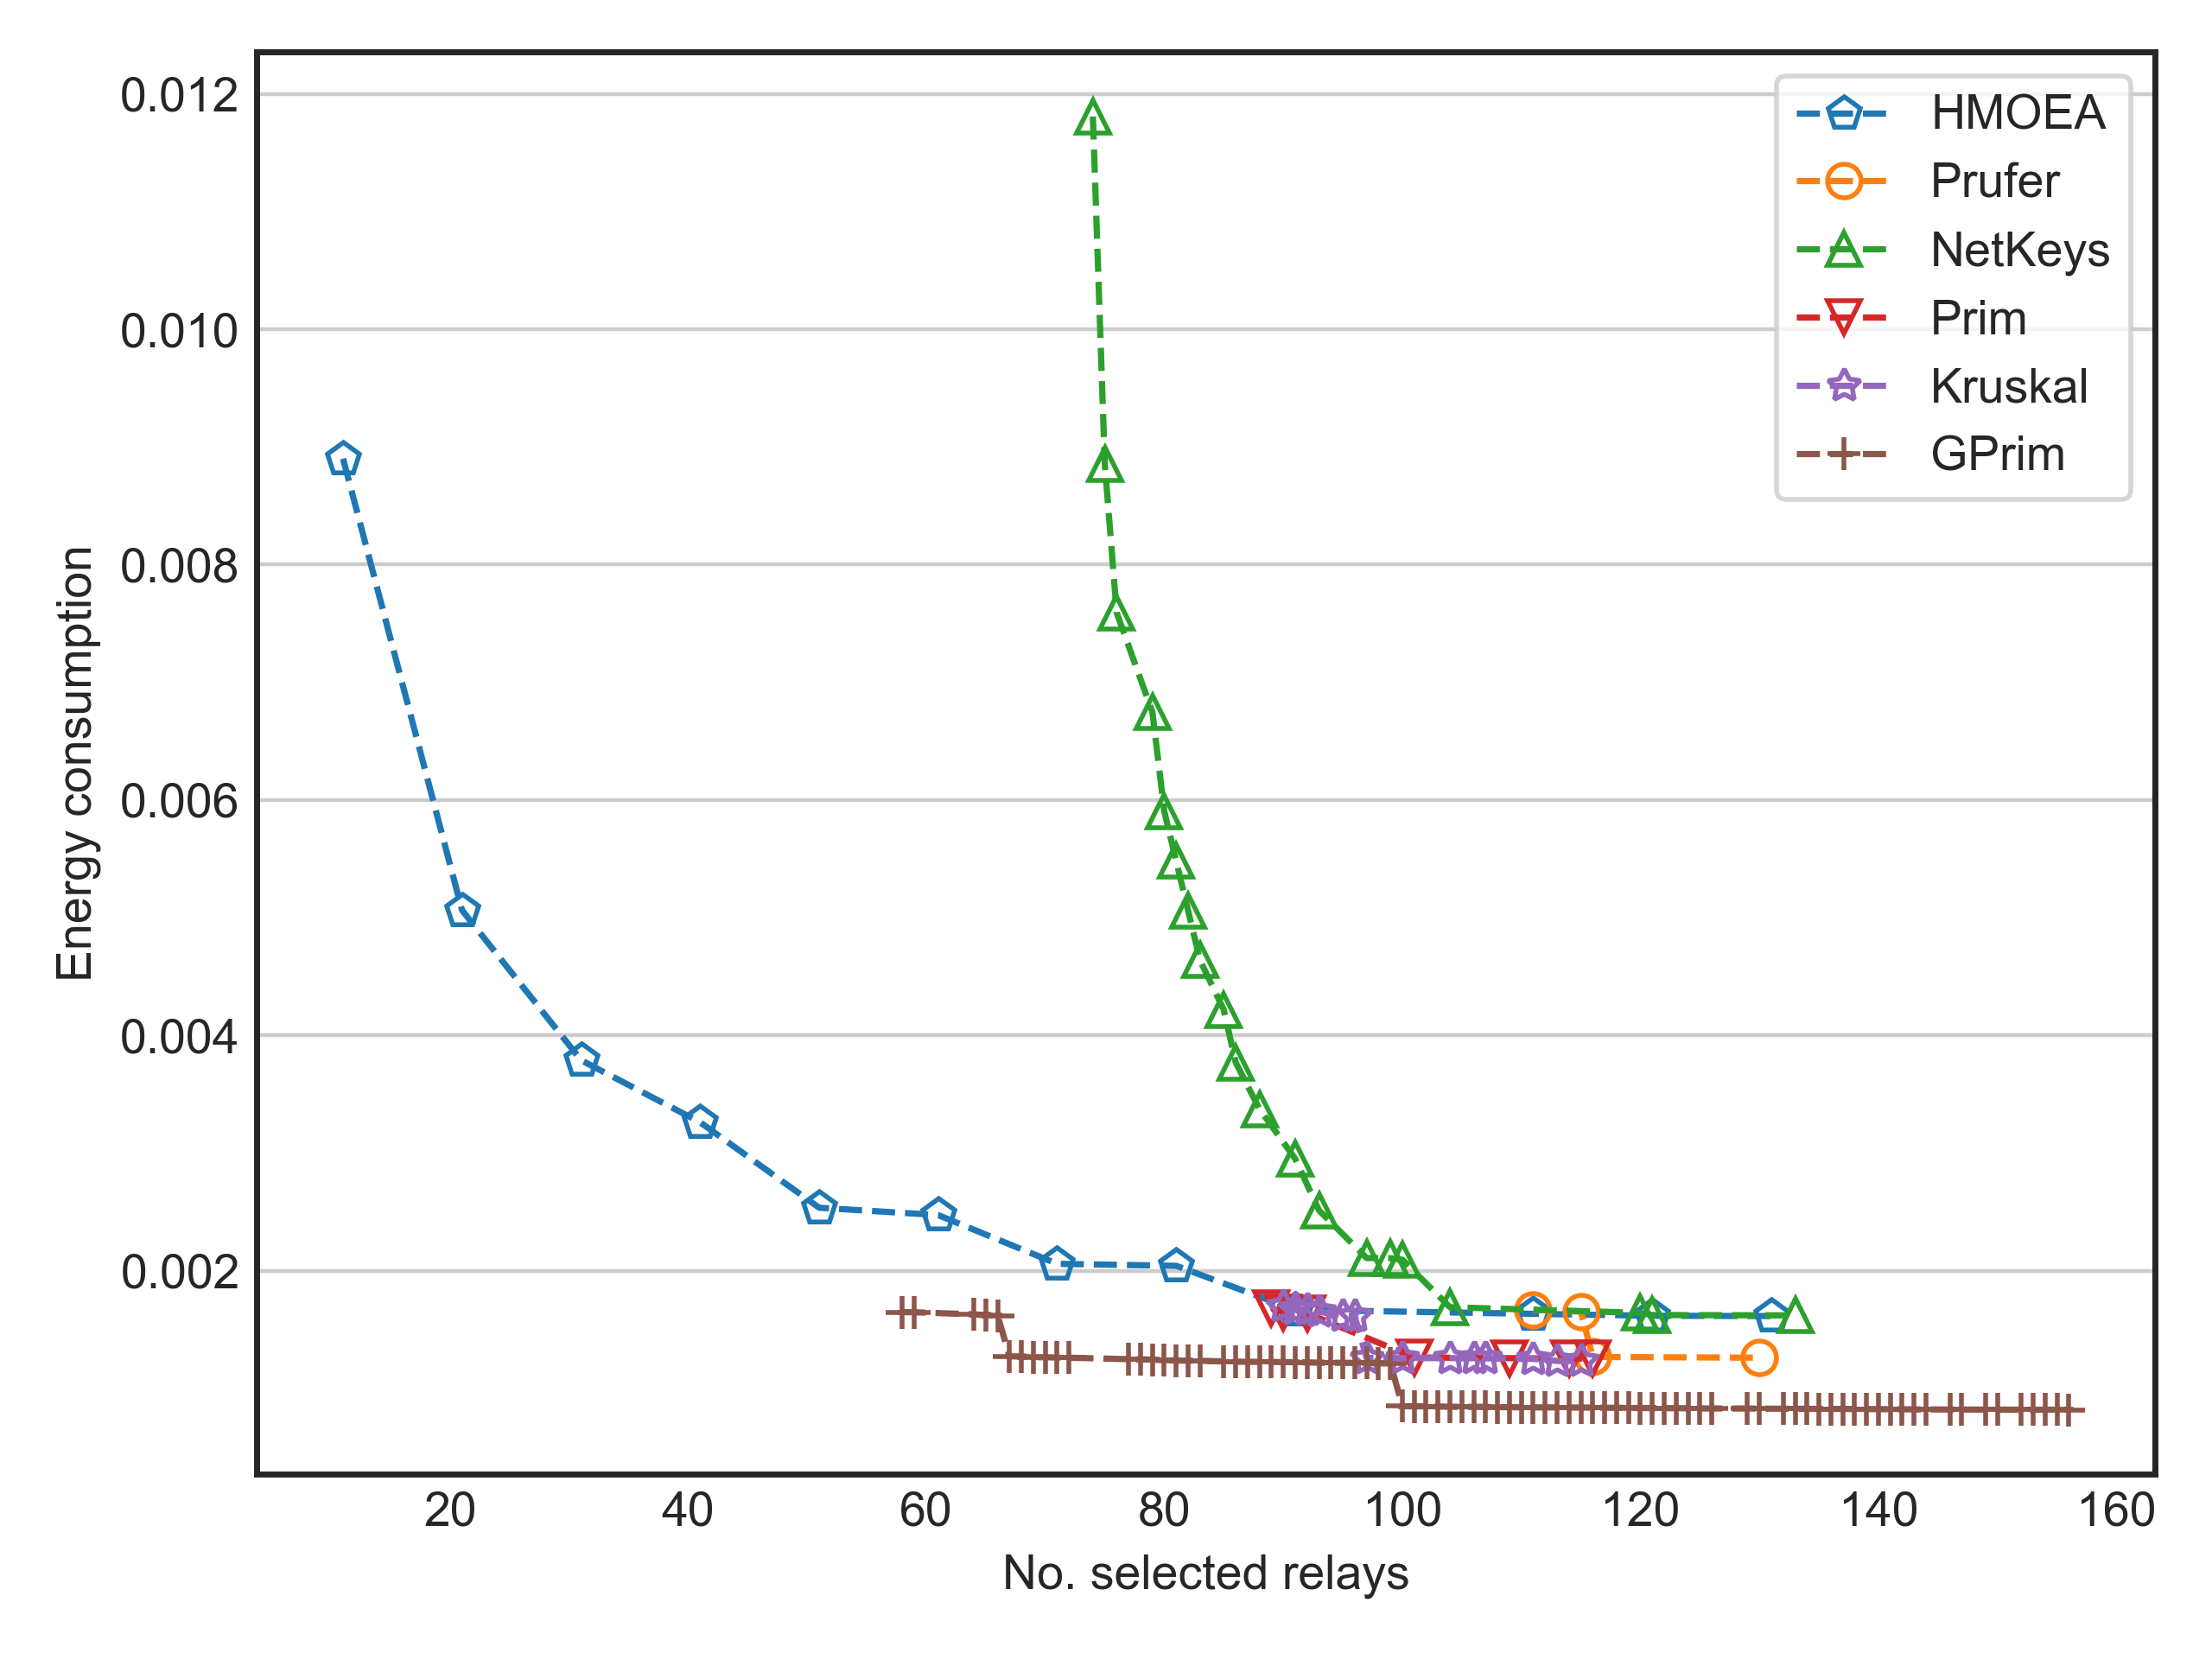 0.012
0.010
0.008
0.006
0.004
0.002
Energy consumption
20 40 60 80 100 120 140 160
No. selected relays
HMOEA
Prufer
NetKeys
Prim
Kruskal
GPrim